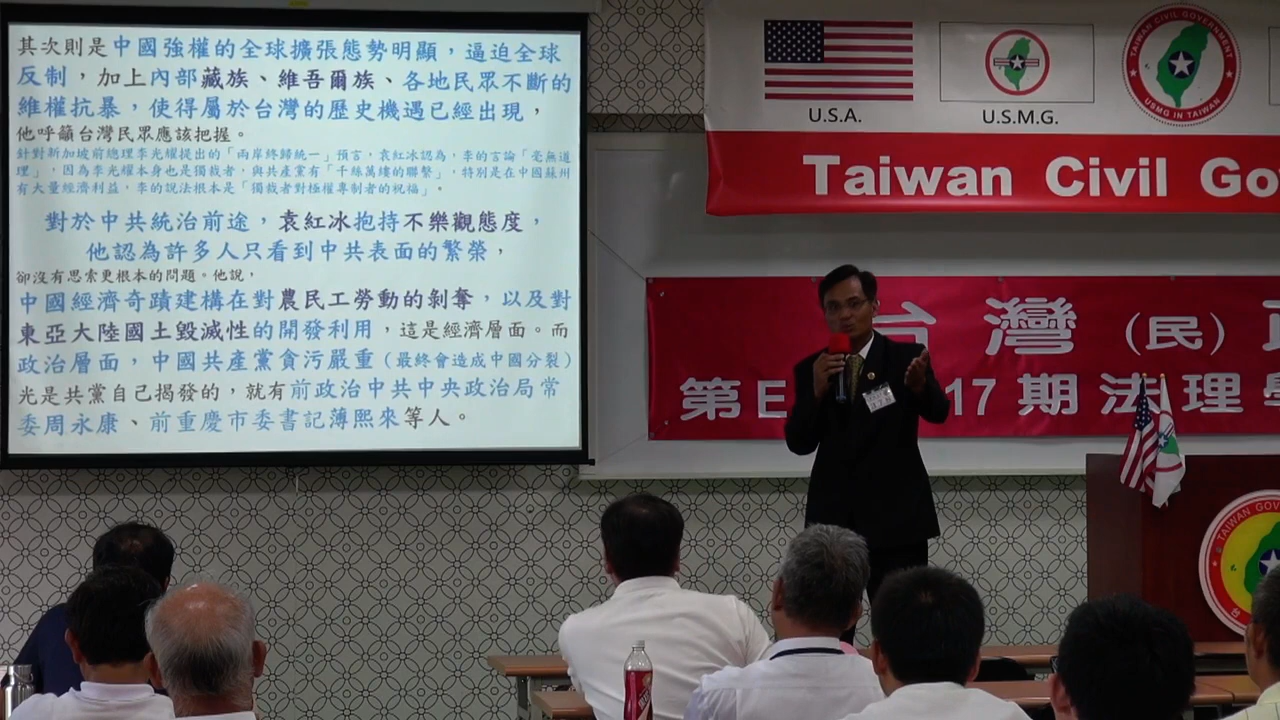 其次則是中國強權的全球擴張態勢明顯，逼迫全球
反制，加上內部藏族、維吾爾族、各地民眾不斷的
維權抗暴，使得屬於台灣的歷史機遇已經出現，
他呼籲台灣民眾應該把握。
針對新加坡前總理李光耀提出的「兩岸終歸統一」預言，袁紅冰認為，李的言論「毫無道
理」，因為李光耀本身也是獨裁者，與共產黨有「千絲萬縷的聯繫」，特別是在中國蘇州
有大量經濟利益，李的說法根本是「獨裁者對極權專制者的祝福」。
對於中共統治前途，袁紅冰抱持不樂觀態度，
他認為許多人只看到中共表面的繁榮，
卻沒有思索更根本的問題。他說，
中國經濟奇蹟建構在對農民工勞動的剝奪，以及對
東亞大陸國土毀滅性的開發利用，這是經濟層面。而
政治層面，中國共產黨貪污嚴重（最終會造成中國分裂）
光是共黨自己揭發的，就有前政治中共中央政治局常
委周永康、前重慶市委書記薄熙來等人。
U.S.A.
U.S.M.G.
TAIWAN CIVIL GOVERNMENT
USMG IN TAIWAN
Taiwan Civil Go
台灣（民）政
第E 17期法理學
TAIWAN GOVER
台